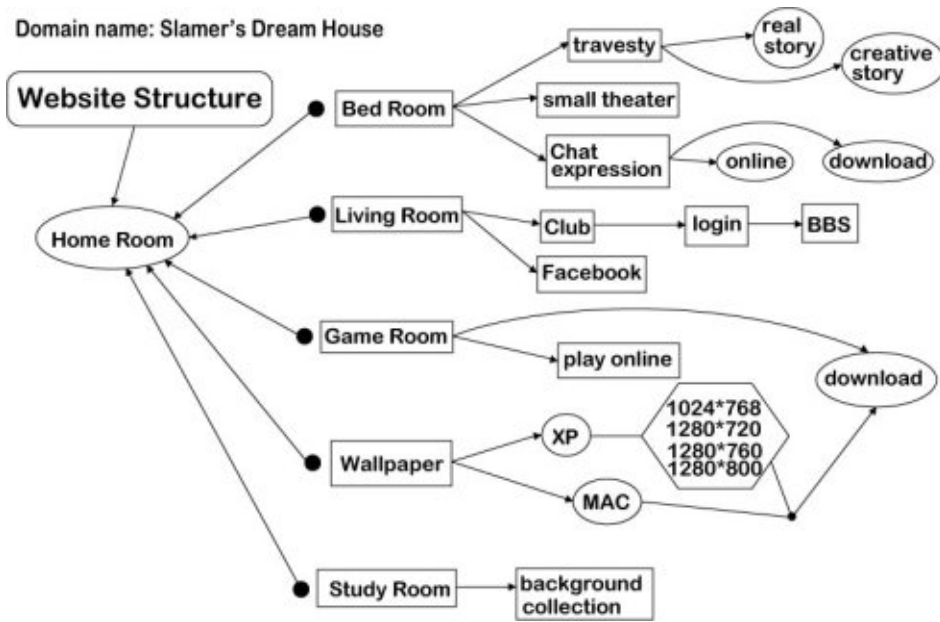 Domain name: Slamer's Dream House
Website Structure
Home Room
Bed Room
travesty
real
story
creative
story
small theater
Chat
expression
online
download
Living Room
Club
login
BBS
Facebook
Game Room
play online
download
Wallpaper
XP
1024*768
1280*720
1280*760
1280*800
MAC
Study Room
background
collection